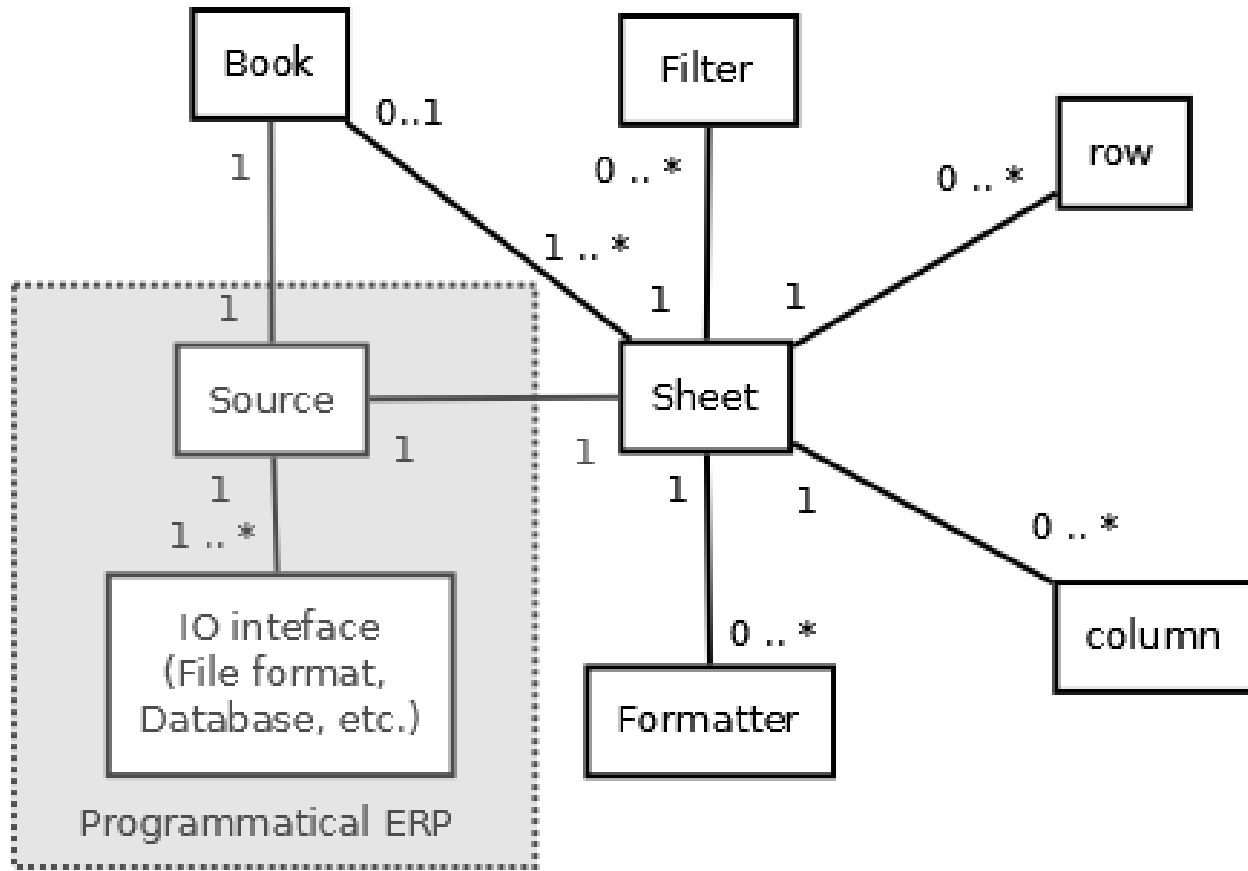 Book
Filter
row
0..1
0 .. *
0 .. *
1
1 .. *
1
1
1
Source
Sheet
1
1
1
1
1
1 .. *
0 .. *
IO inteface
(File format,
Database, etc.)
0 .. *
column
Formatter
Programmatical ERP